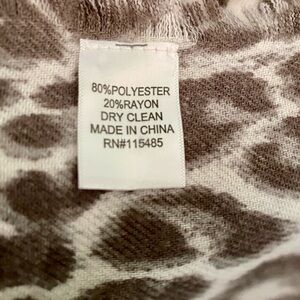 80%POLYESTER
20%RAYON
DRY CLEAN
MADE IN CHINA
RN#115485